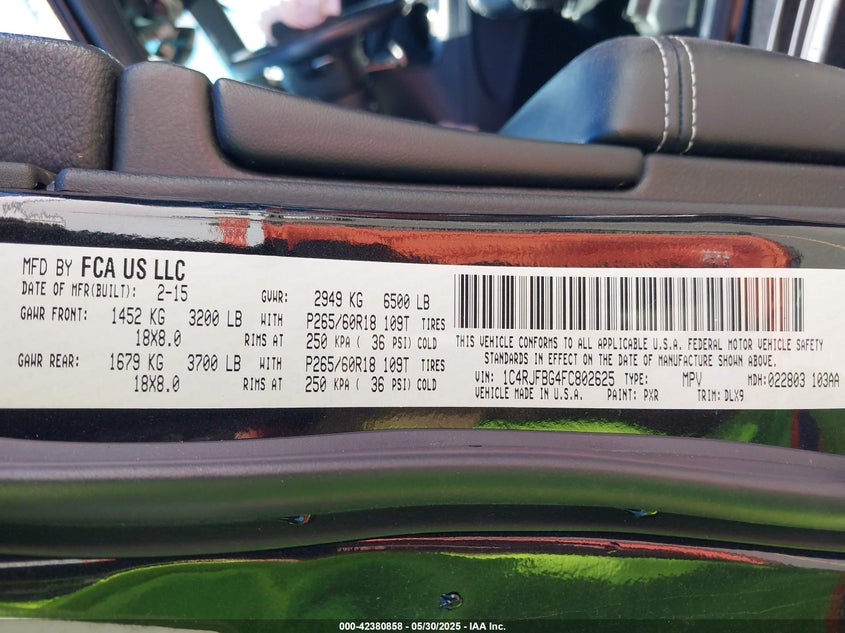 MFD BY FCA US LLC
DATE OF MFR(BUILT): 2-15 GVWR: 2949 KG 6500 LB
GAWR FRONT: 1452 KG 3200 LB WITH P265/60R18 109T TIRES
18X8.0 RIMS AT 250 KPA ( 36 PSI) COLD
GAWR REAR: 1679 KG 3700 LB WITH P265/60R18 109T TIRES
18X8.0 RIMS AT 250 KPA ( 36 PSI) COLD
THIS VEHICLE CONFORMS TO ALL APPLICABLE U.S.A. FEDERAL MOTOR VEHICLE SAFETY
STANDARDS IN EFFECT ON THE DATE OF MANUFACTURE SHOWN ABOVE.
VIN: 1C4RJFBG4FC802625 TYPE: MPV MDH:022803 103AA
VEHICLE MADE IN U.S.A. PAINT: PXR TRIM: DLX9
000-42380858 - 05/30/2025 - IAA Inc.